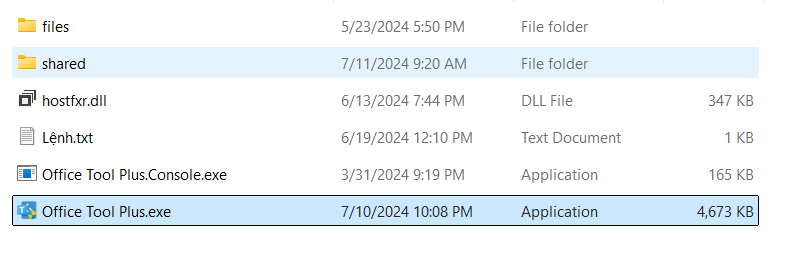 files 5/23/2024 5:50 PM File folder
shared 7/11/2024 9:20 AM File folder
hostfxr.dll 6/13/2024 7:44 PM DLL File 347 KB
Lệnh.txt 6/19/2024 12:10 PM Text Document 1 KB
Office Tool Plus.Console.exe 3/31/2024 9:19 PM Application 165 KB
Office Tool Plus.exe 7/10/2024 10:08 PM Application 4,673 KB